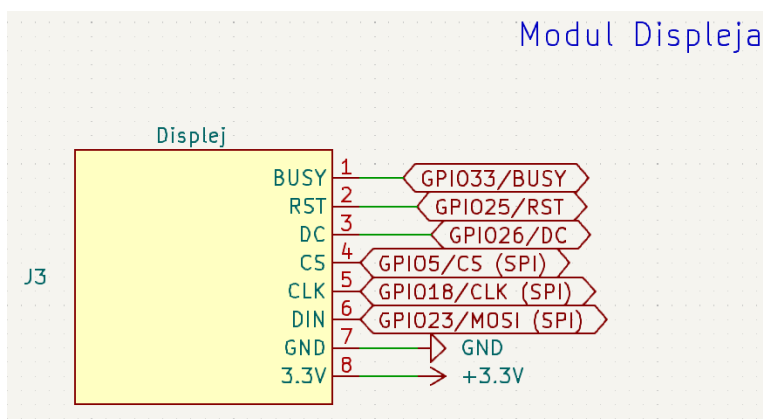 Modul Displeja
Displej
J3
BUSY 1 GPIO33/BUSY
RST 2 GPIO25/RST
DC 3 GPIO26/DC
CS 4 GPIO5/CS (SPI)
CLK 5 GPIO18/CLK (SPI)
DIN 6 GPIO23/MOSI (SPI)
GND 7 GND
3.3V 8 +3.3V